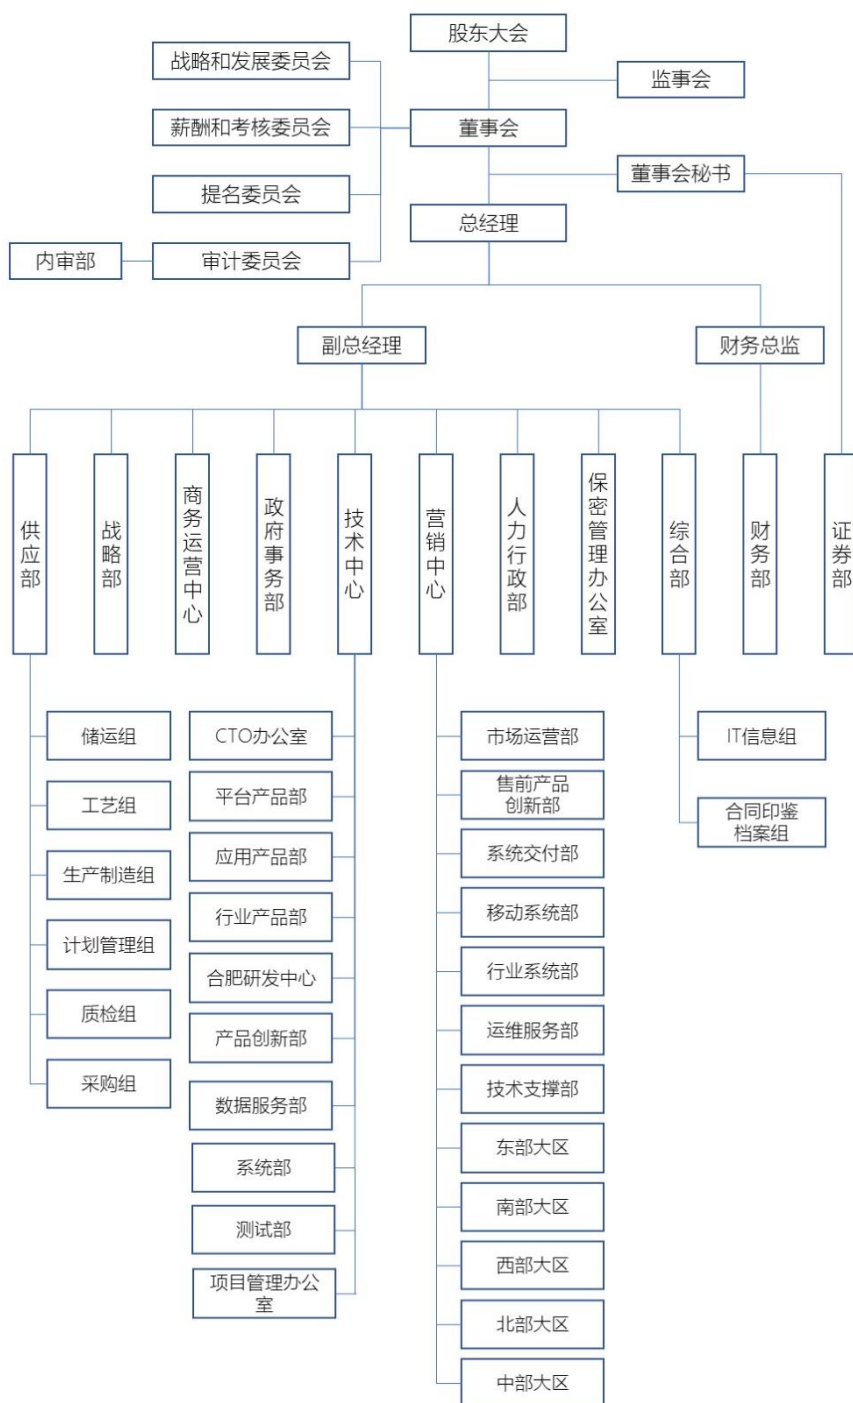 股东大会
战略和发展委员会
监事会
薪酬和考核委员会
董事会
董事会秘书
提名委员会
总经理
内审部
审计委员会
副总经理
财务总监
供应部
战略部
商务运营中心
政府事务部
技术中心
营销中心
人力行政部
保密管理办公室
综合部
财务部
证券部
储运组
工艺组
生产制造组
计划管理组
质检组
采购组
CTO办公室
平台产品部
应用产品部
行业产品部
合肥研发中心
产品创新部
数据服务部
系统部
测试部
项目管理办公
室
市场运营部
售前产品
创新部
系统交付部
移动系统部
行业系统部
运维服务部
技术支撑部
东部大区
南部大区
西部大区
北部大区
中部大区
IT信息组
合同印鉴
档案组